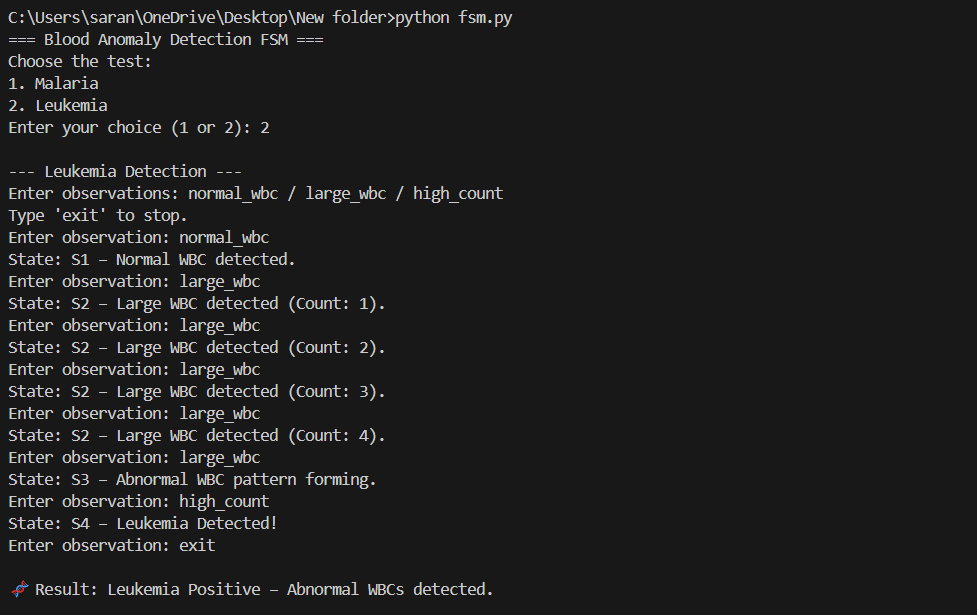 C:\Users\saran\OneDrive\Desktop\New folder>python fsm.py
=== Blood Anomaly Detection FSM ===
Choose the test:
1. Malaria
2. Leukemia
Enter your choice (1 or 2): 2
--- Leukemia Detection ---
Enter observations: normal_wbc / large_wbc / high_count
Type 'exit' to stop.
Enter observation: normal_wbc
State: S1 – Normal WBC detected.
Enter observation: large_wbc
State: S2 – Large WBC detected (Count: 1).
Enter observation: large_wbc
State: S2 – Large WBC detected (Count: 2).
Enter observation: large_wbc
State: S2 – Large WBC detected (Count: 3).
Enter observation: large_wbc
State: S2 – Large WBC detected (Count: 4).
Enter observation: large_wbc
State: S3 – Abnormal WBC pattern forming.
Enter observation: high_count
State: S4 – Leukemia Detected!
Enter observation: exit
🧬 Result: Leukemia Positive – Abnormal WBCs detected.